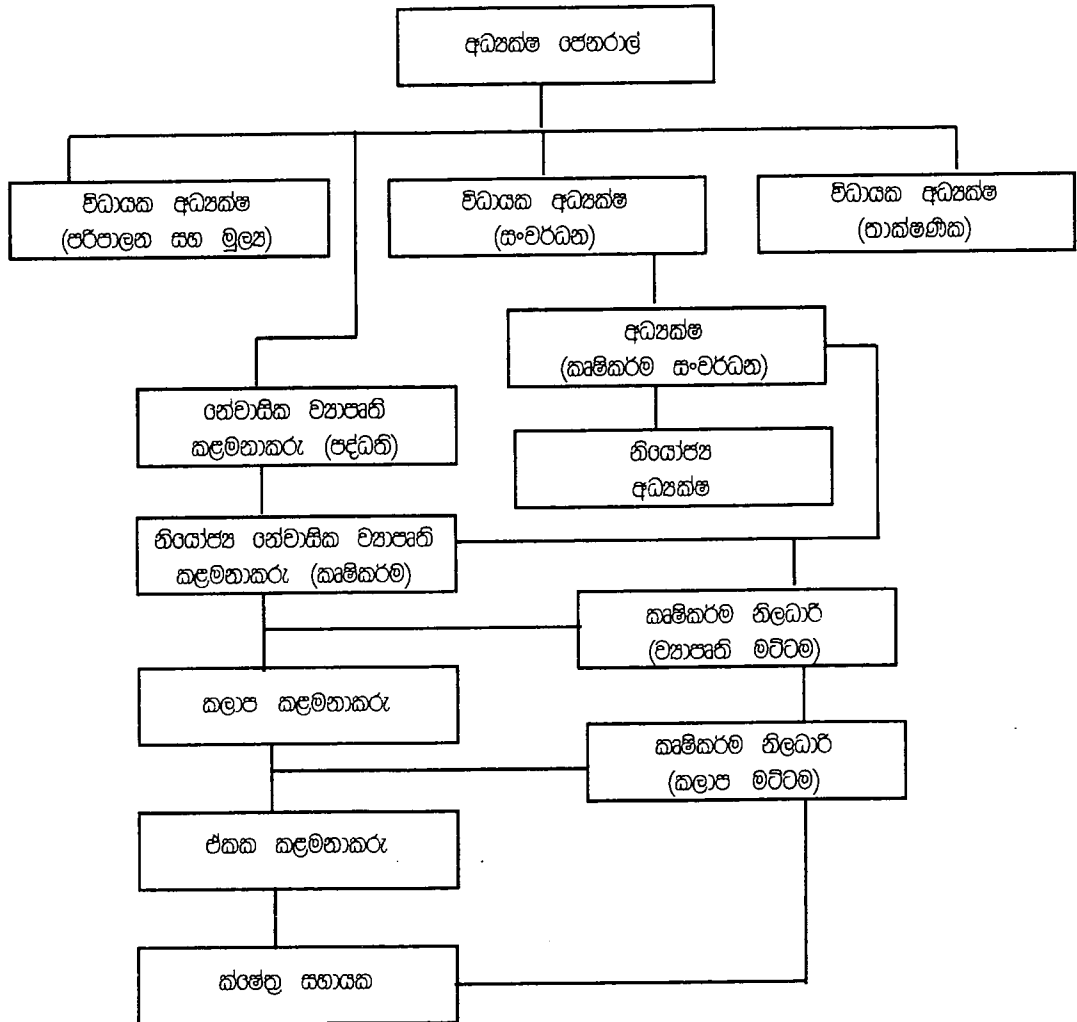 අධ්‍යක්ෂ ජෙනරාල්
විධායක අධ්‍යක්ෂ
(පරිපාලන සහ මූල්‍ය)
විධායක අධ්‍යක්ෂ
(සංවර්ධන)
විධායක අධ්‍යක්ෂ
(තාක්ෂණික)
අධ්‍යක්ෂ
(කෘෂිකර්ම සංවර්ධන)
නේවාසික ව්‍යාපෘති
කළමනාකරු (පද්ධති)
නියෝජ්‍ය
අධ්‍යක්ෂ
නියෝජ්‍ය නේවාසික ව්‍යාපෘති
කළමනාකරු (කෘෂිකර්ම)
කෘෂිකර්ම නිලධාරි
(ව්‍යාපෘති මට්ටම)
කලාප කළමනාකරු
කෘෂිකර්ම නිලධාරි
(කලාප මට්ටම)
ඒකක කළමනාකරු
ක්ෂේත්‍ර සහායක